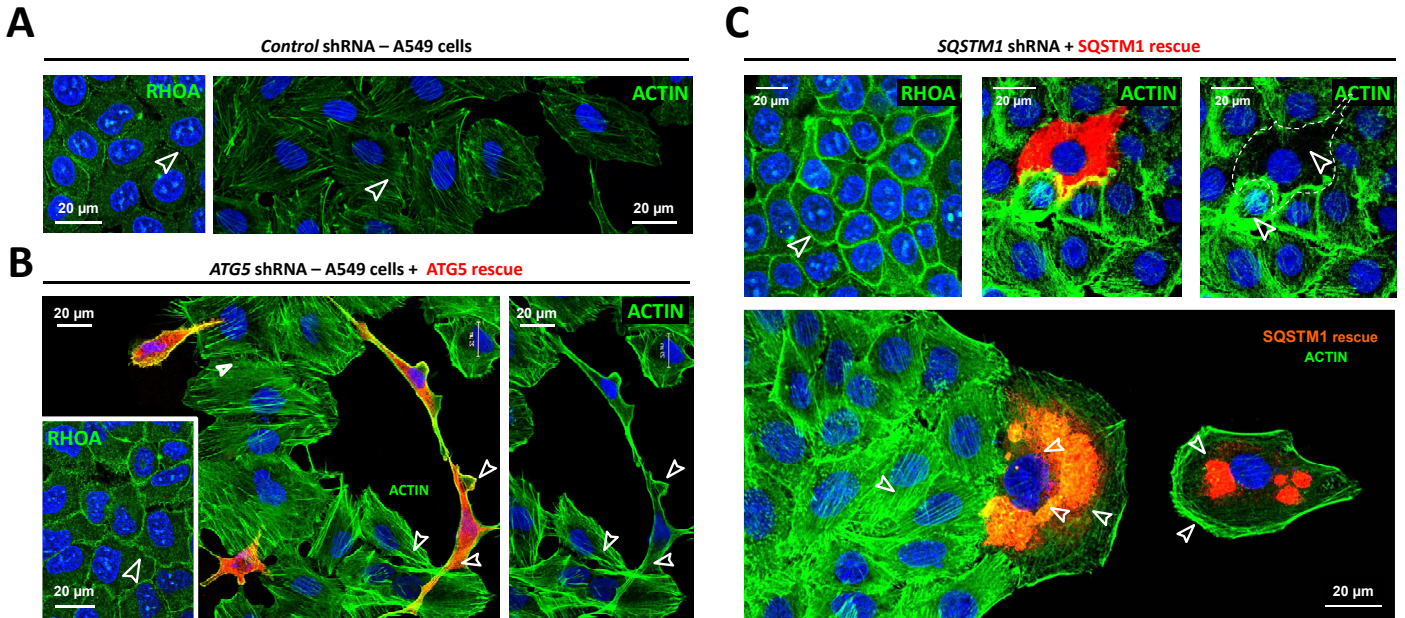 A
Control shRNA – A549 cells
RHOA
20 µm
ACTIN
20 µm
B
ATG5 shRNA – A549 cells + ATG5 rescue
20 µm
ACTIN
RHOA
20 µm
20 µm
ACTIN
C
SQSTM1 shRNA + SQSTM1 rescue
20 µm
RHOA
20 µm
ACTIN
20 µm
ACTIN
SQSTM1 rescue
ACTIN
20 µm